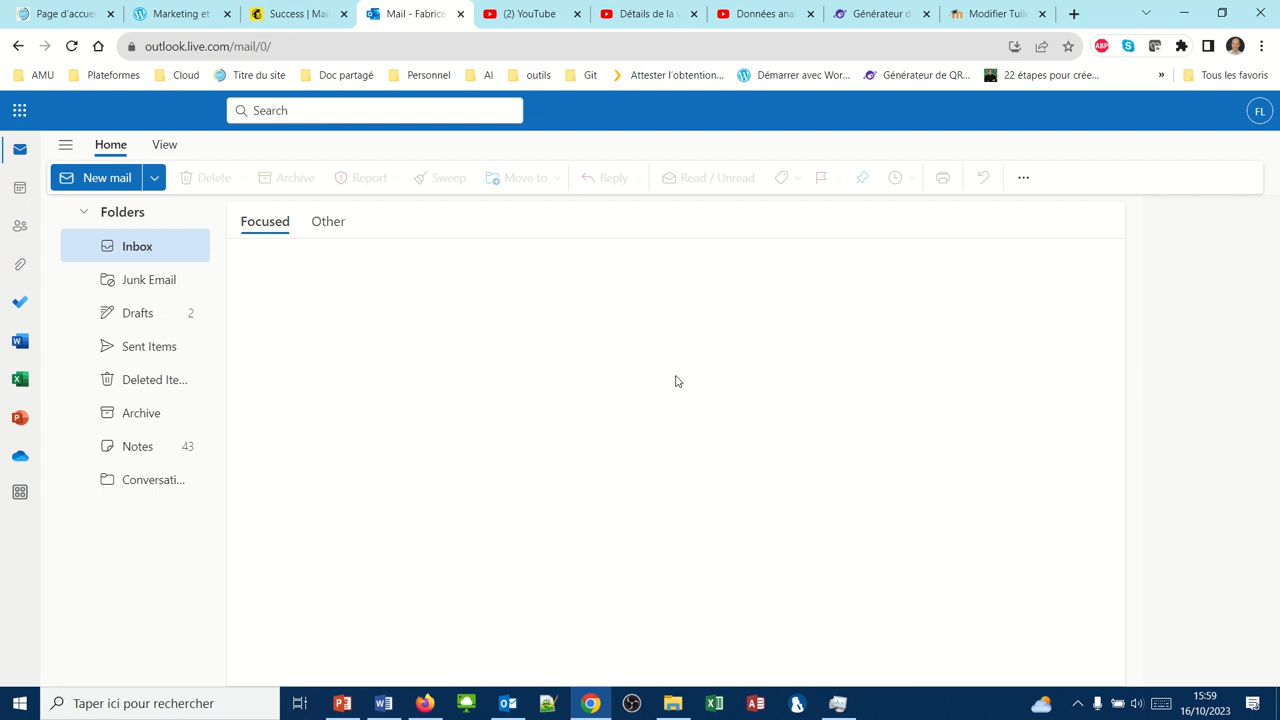 Page d'accue
Marketing et
Success | Mai
Mail - Fabrice
(2) YouTube
Détails de la v
Données anal
Générateur d
Modifier Tuil
outlook.live.com/mail/0/
AMU
Plateformes
Cloud
Titre du site
Doc partagé
Personnel
AI
outils
Git
Attester l'obtention...
Démarrer avec Wor...
Générateur de QR...
22 étapes pour crée...
»
Tous les favoris
Search
FL
Home
View
New mail
Delete
Archive
Report
Sweep
Move to
Reply
Read / Unread
...
Folders
Inbox
Junk Email
Drafts 2
Sent Items
Deleted Ite...
Archive
Notes 43
Conversati...
Focused
Other
Taper ici pour rechercher
15:59
16/10/2023